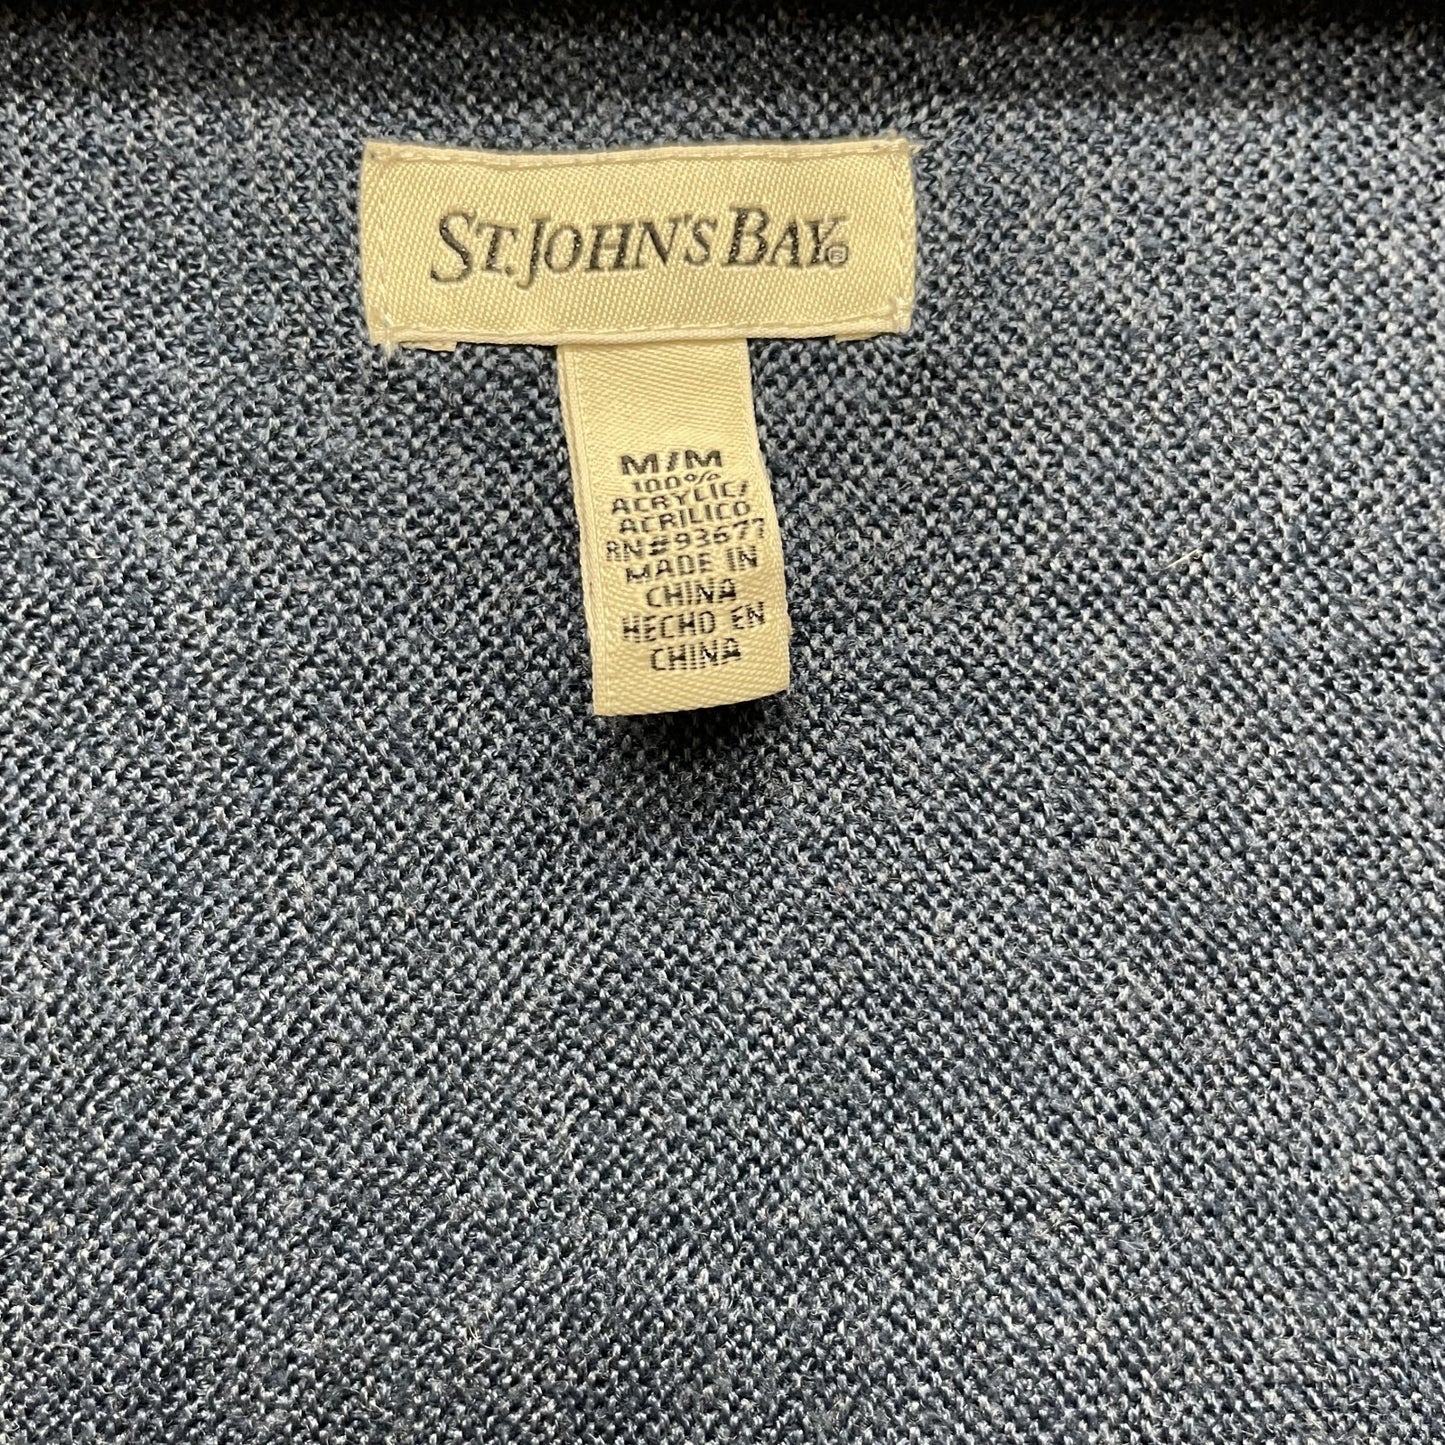 ST. JOHN'S BAY®
M/M
100%
ACRYLIC/
ACRILICO
RN#93677
MADE IN
CHINA
HECHO EN
CHINA